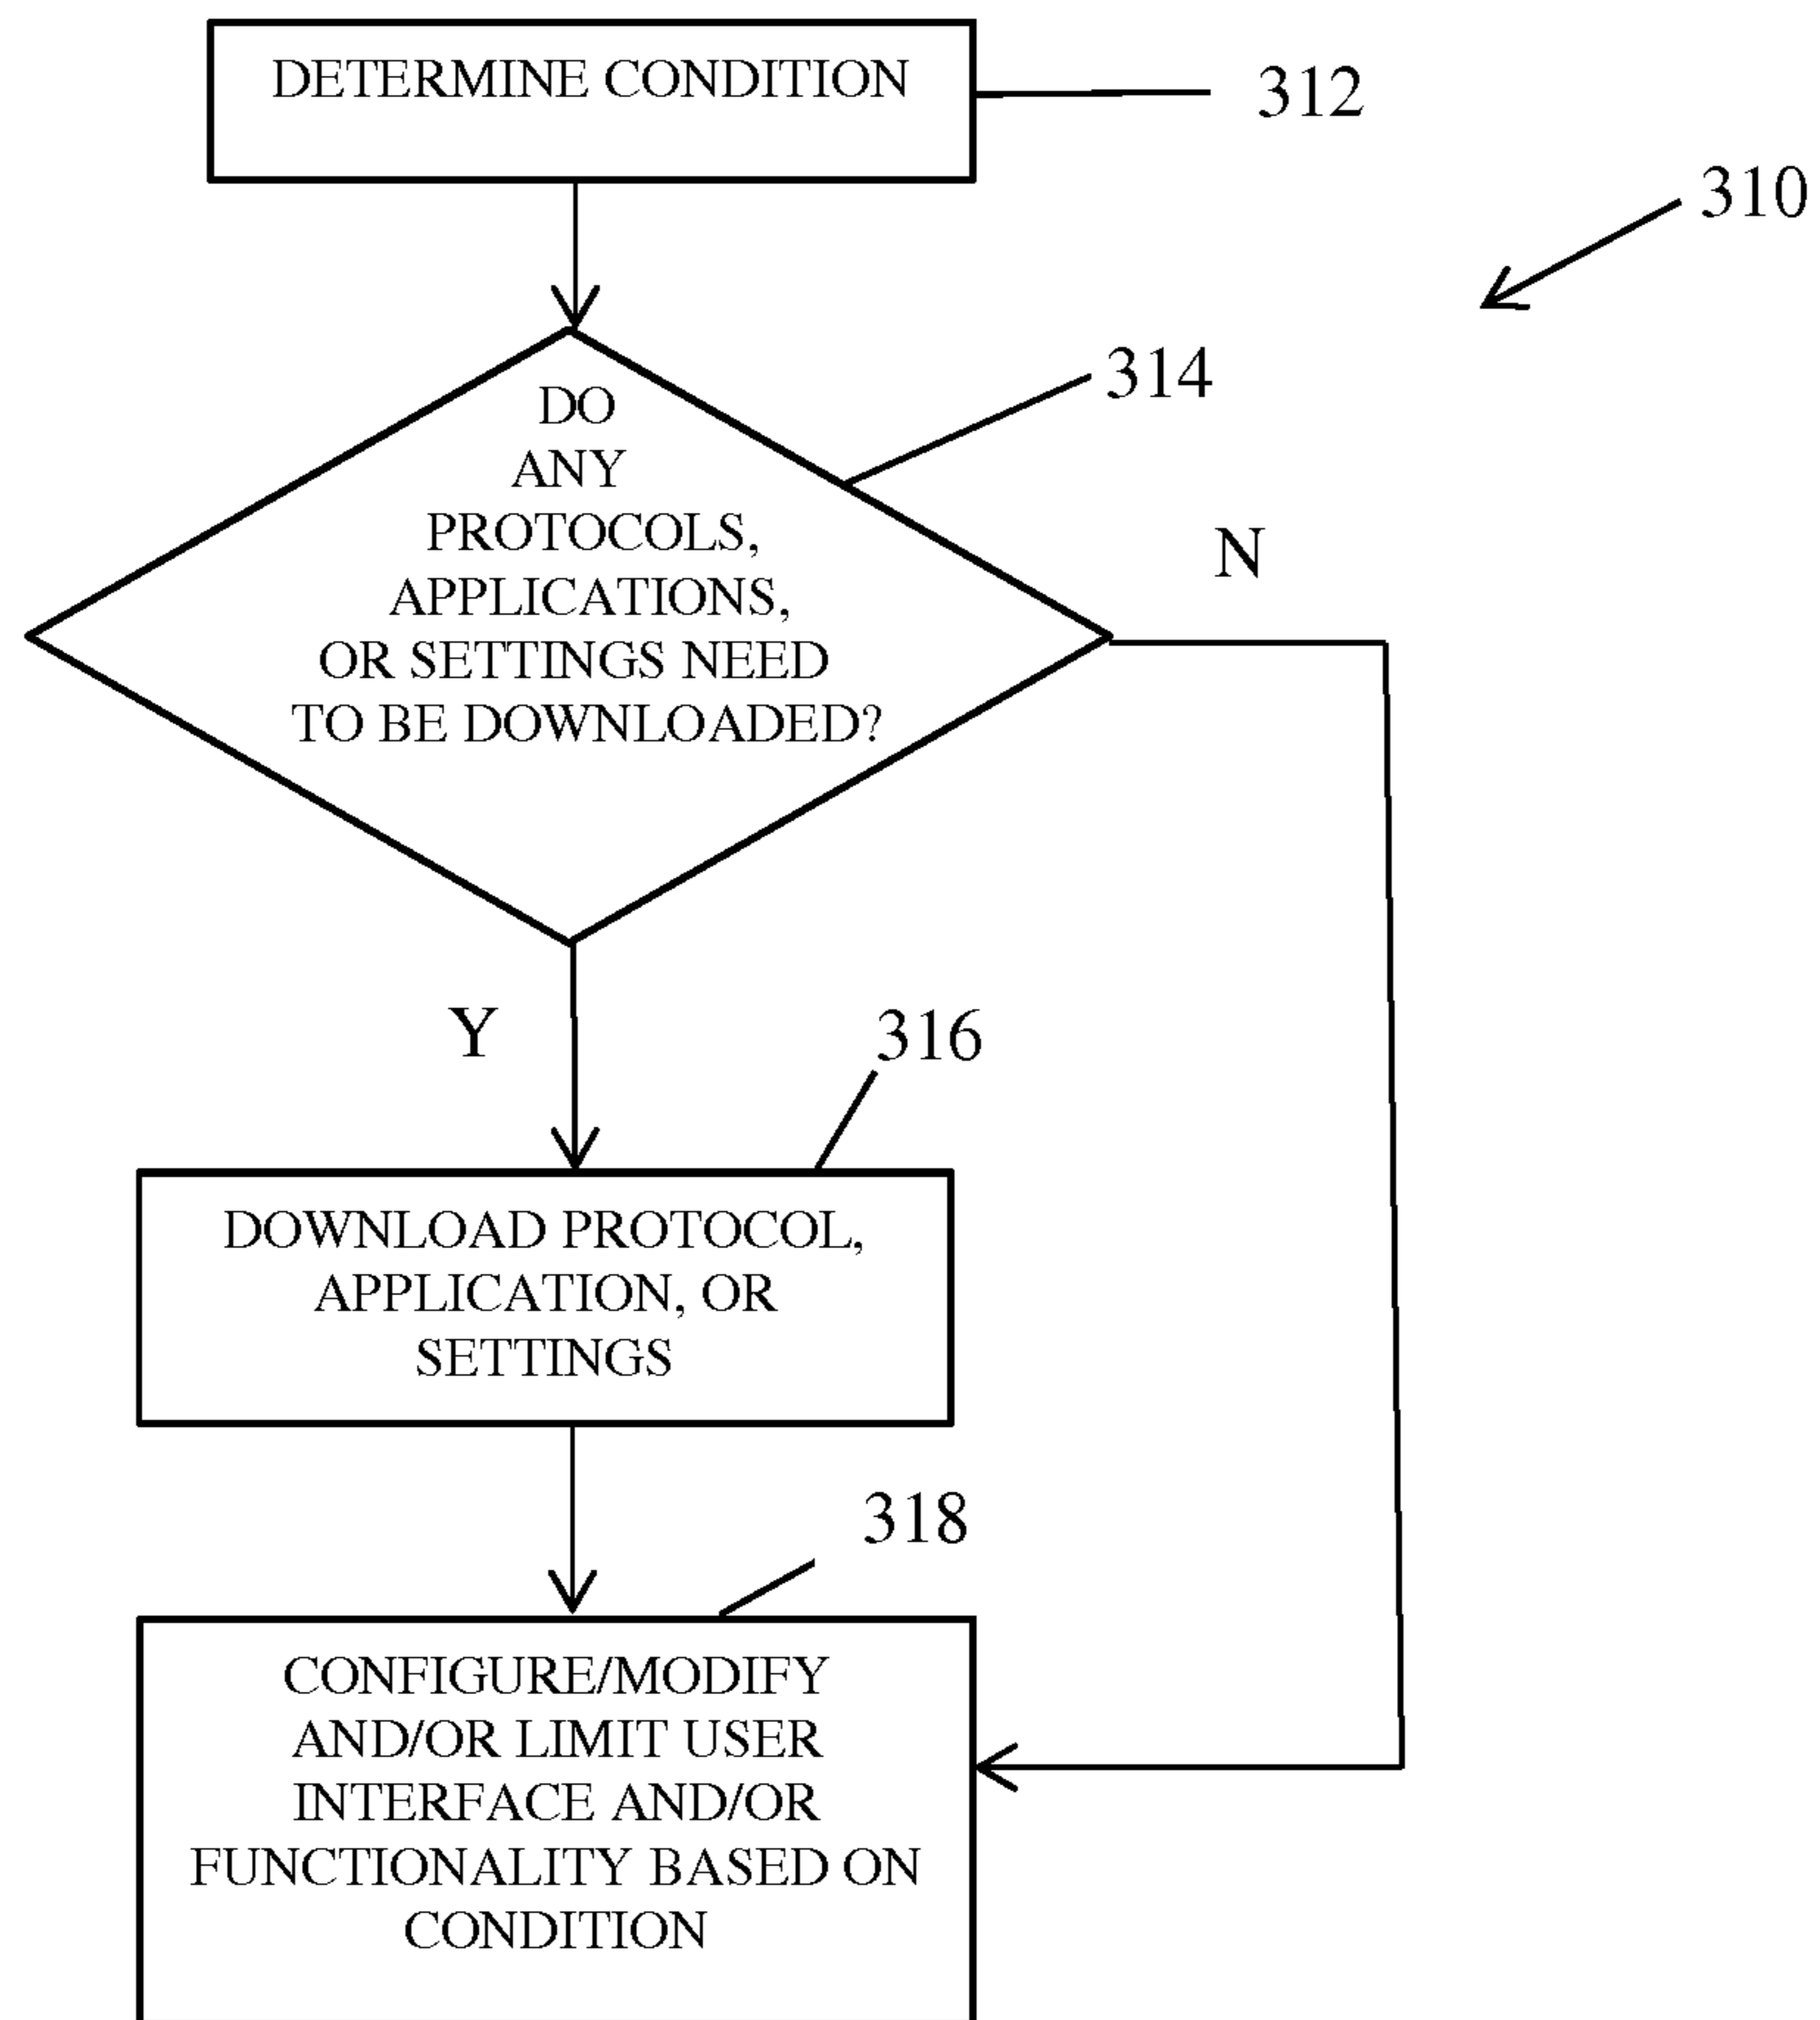 DETERMINE CONDITION
312
310
314
DO
ANY
PROTOCOLS,
APPLICATIONS,
OR SETTINGS NEED
TO BE DOWNLOADED?
N
Y
316
DOWNLOAD PROTOCOL,
APPLICATION, OR
SETTINGS
318
CONFIGURE/MODIFY
AND/OR LIMIT USER
INTERFACE AND/OR
FUNCTIONALITY BASED ON
CONDITION